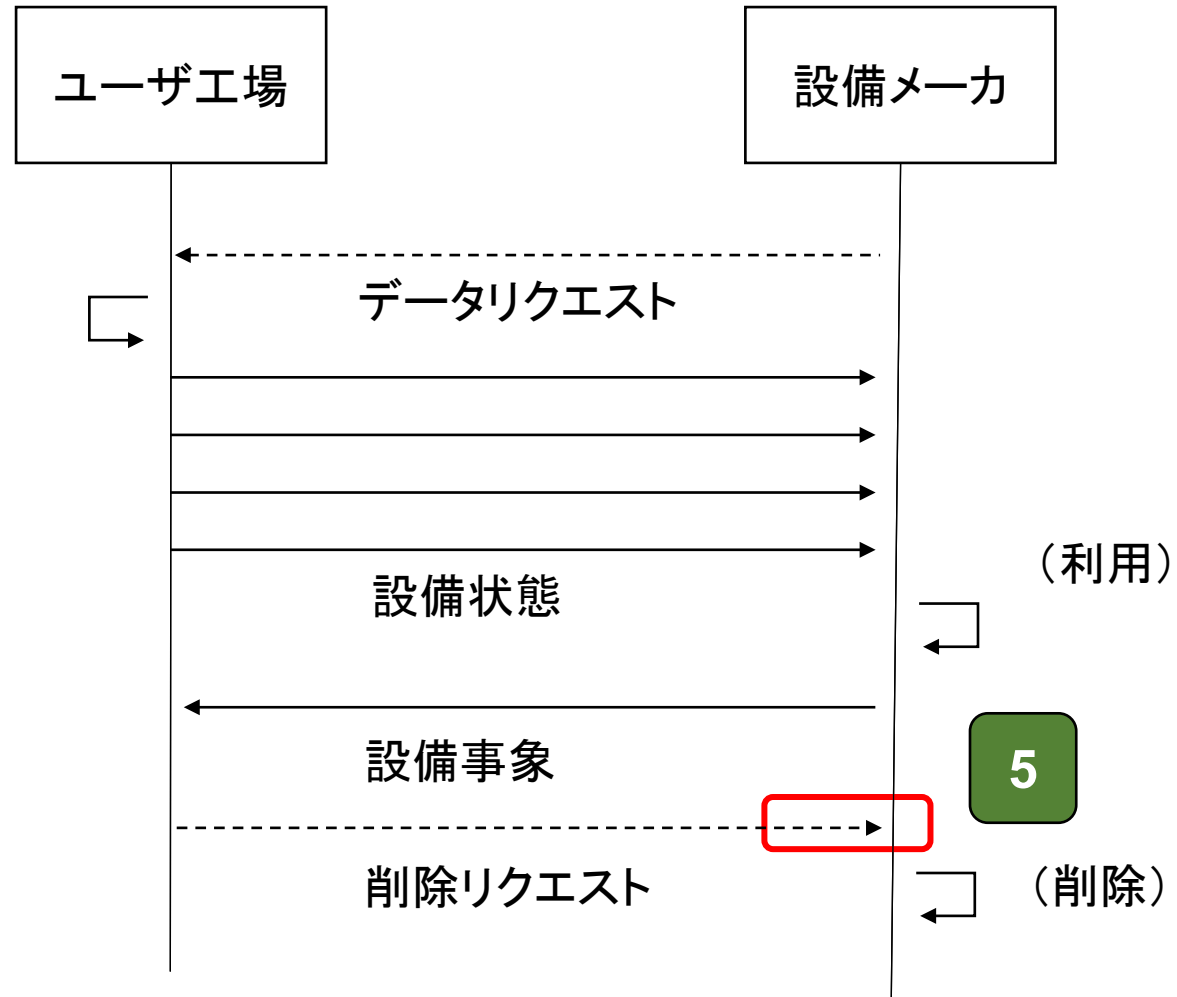 ユーザ工場
設備メーカ
データリクエスト
設備状態
（利用）
設備事象
5
削除リクエスト
（削除）